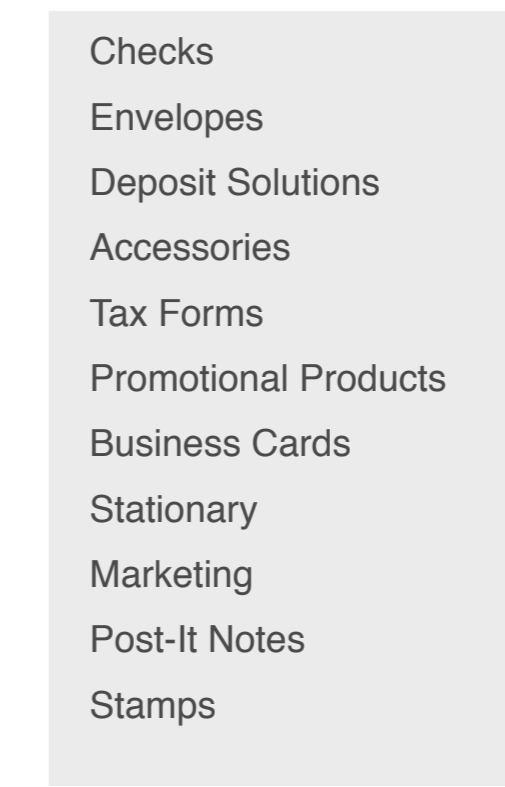 Checks
Envelopes
Deposit Solutions
Accessories
Tax Forms
Promotional Products
Business Cards
Stationary
Marketing
Post-It Notes
Stamps